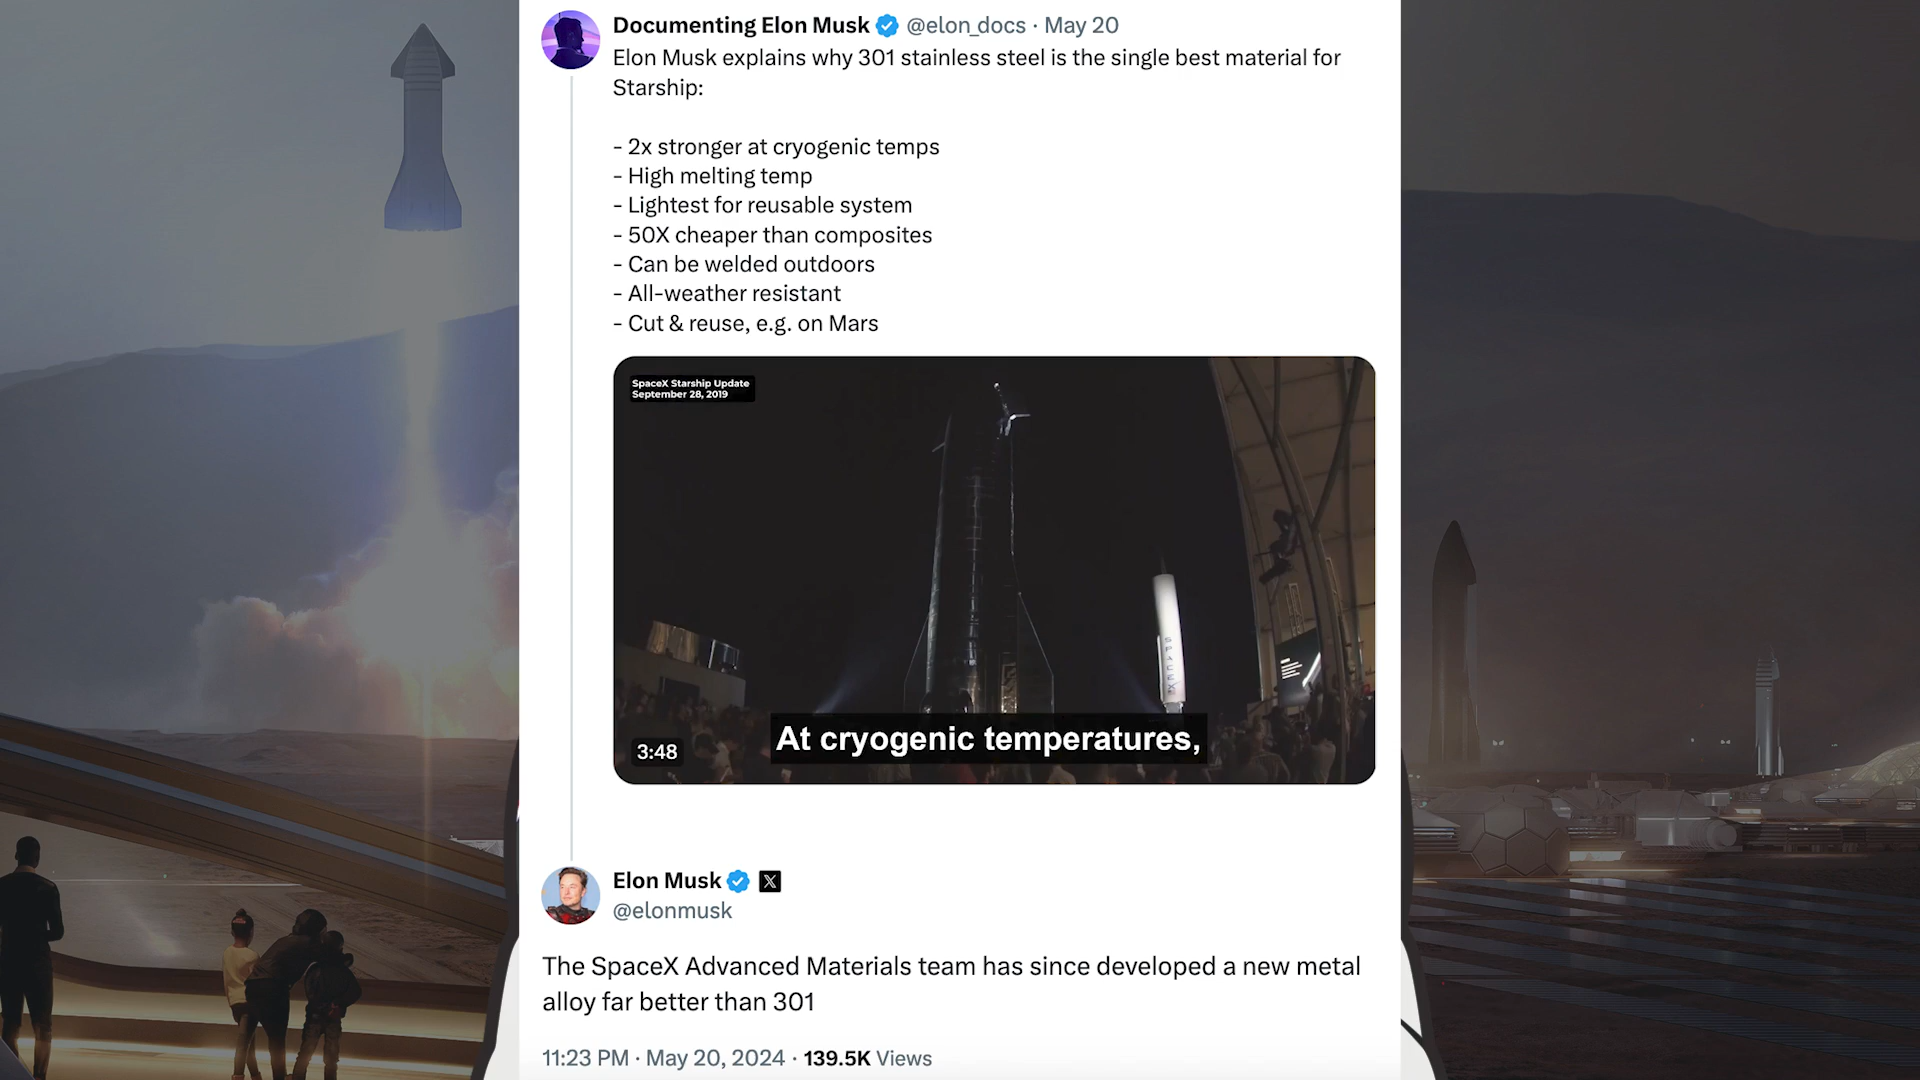 Documenting Elon Musk @elon_docs · May 20
Elon Musk explains why 301 stainless steel is the single best material for
Starship:
- 2x stronger at cryogenic temps
- High melting temp
- Lightest for reusable system
- 50X cheaper than composites
- Can be welded outdoors
- All-weather resistant
- Cut & reuse, e.g. on Mars
SpaceX Starship Update
September 28, 2019
SPACEX
At cryogenic temperatures,
3:48
Elon Musk X
@elonmusk
The SpaceX Advanced Materials team has since developed a new metal
alloy far better than 301
11:23 PM · May 20, 2024 · 139.5K Views